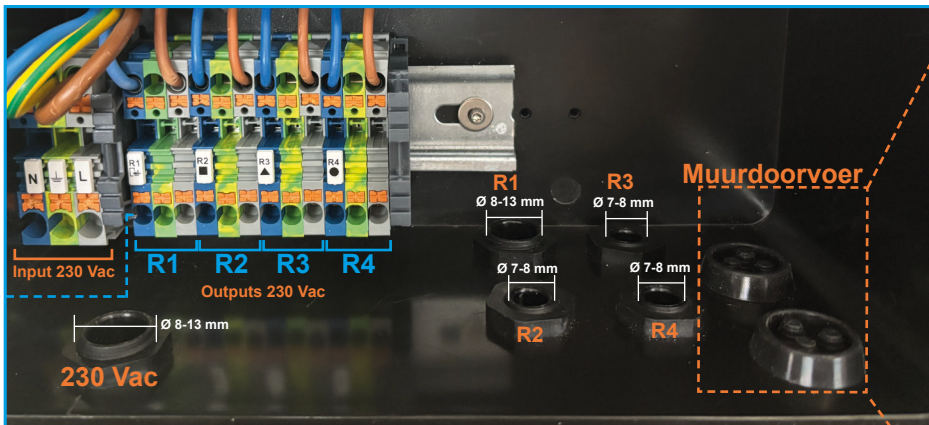 N
L
R1
R2
R3
R4
Input 230 Vac
R1 R2 R3 R4
Outputs 230 Vac
R1
Ø 8-13 mm
R3
Ø 7-8 mm
Muurdoorvoer
Ø 7-8 mm
R2
Ø 7-8 mm
R4
Ø 8-13 mm
230 Vac